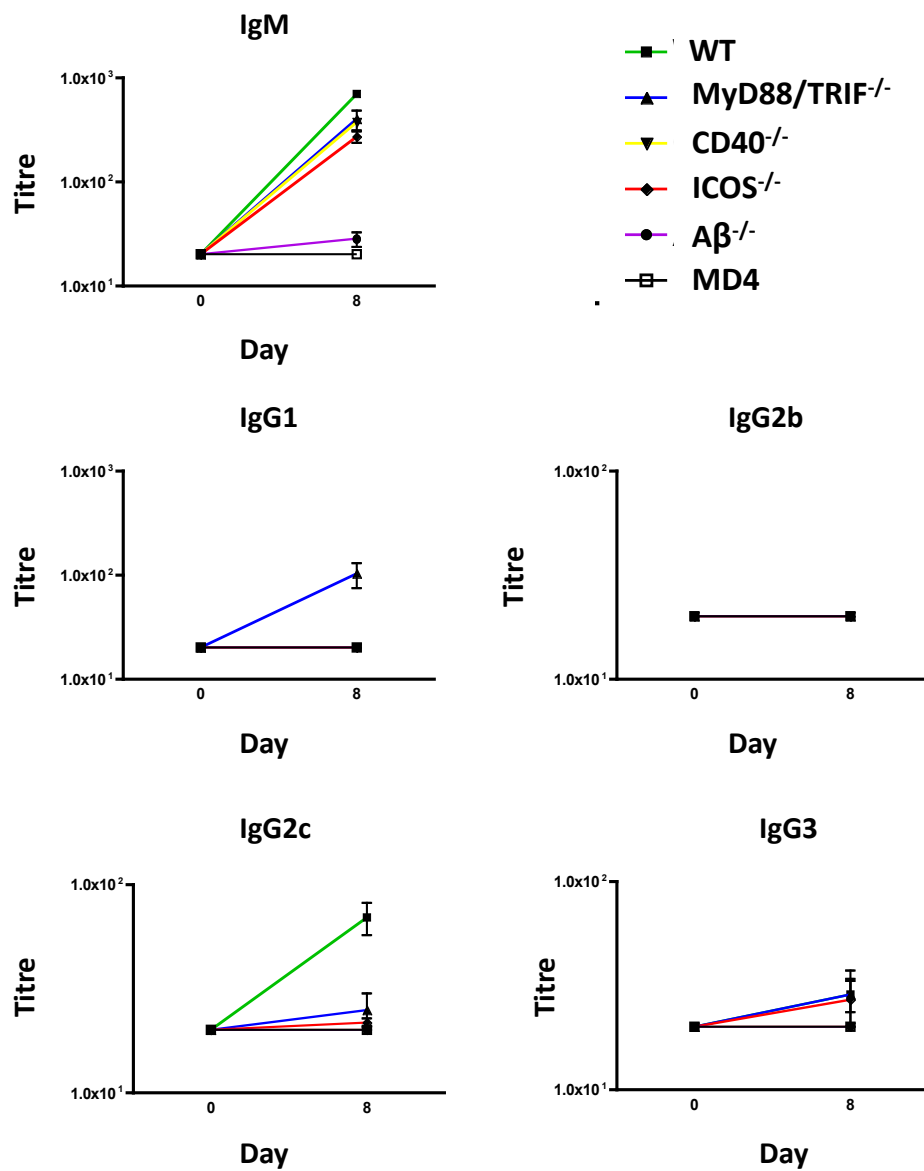 IgM
1.0x10³
1.0x10²
1.0x10¹
Titre
0 8
Day
WT
MyD88/TRIF-/-
CD40-/-
ICOS-/-
Aβ-/-
MD4
IgG1
1.0x10³
1.0x10²
1.0x10¹
Titre
0 8
Day
IgG2b
1.0x10²
1.0x10¹
Titre
0 8
Day
IgG2c
1.0x10²
1.0x10¹
Titre
0 8
Day
IgG3
1.0x10²
1.0x10¹
Titre
0 8
Day